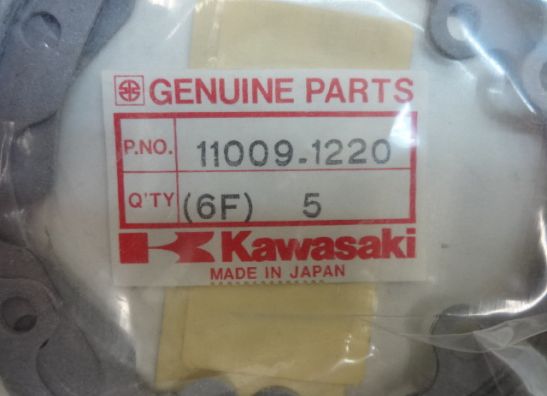 GENUINE PARTS
P.NO. 11009-1220
Q'TY (6F) 5
Kawasaki
MADE IN JAPAN